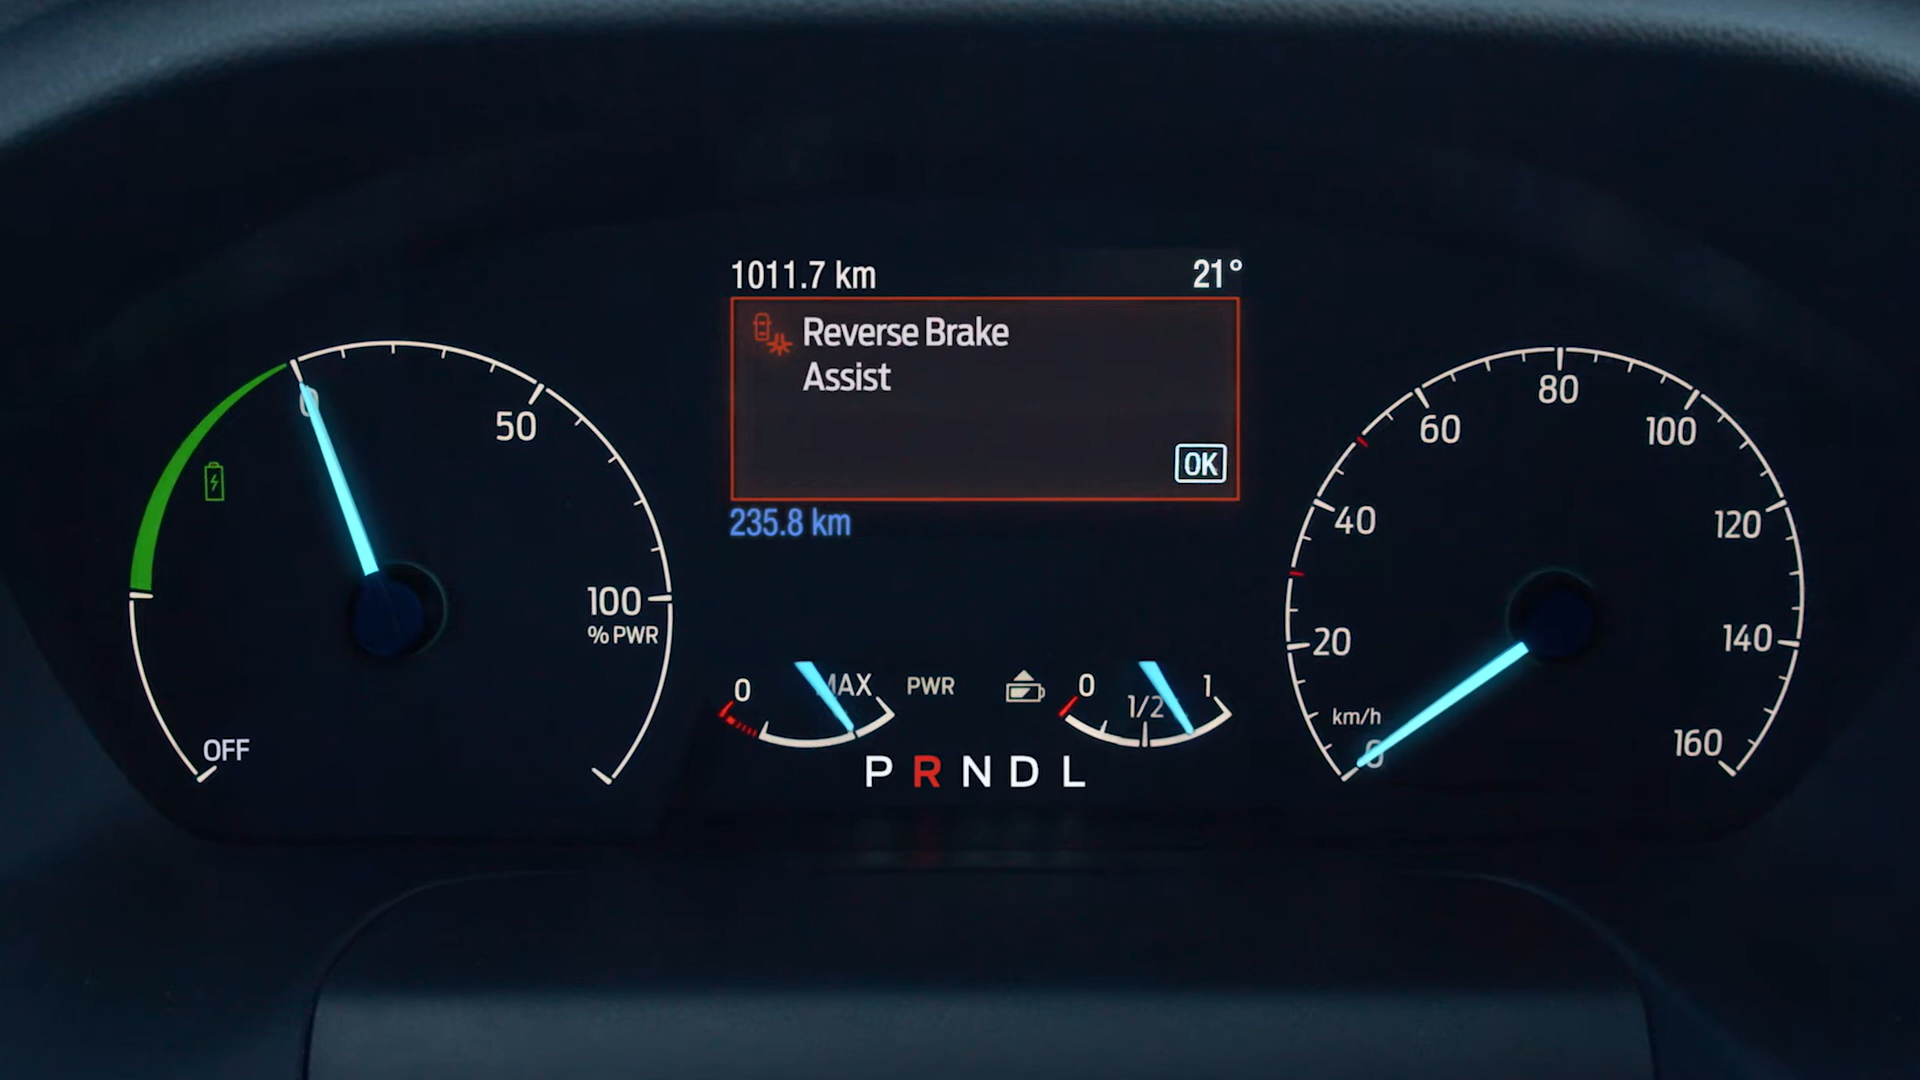 1011.7 km 21°
Reverse Brake
Assist
OK
235.8 km
0 50 100
% PWR
OFF
0 MAX PWR
0 1/2 1
P R N D L
0 20 40 60 80 100 120 140 160
km/h